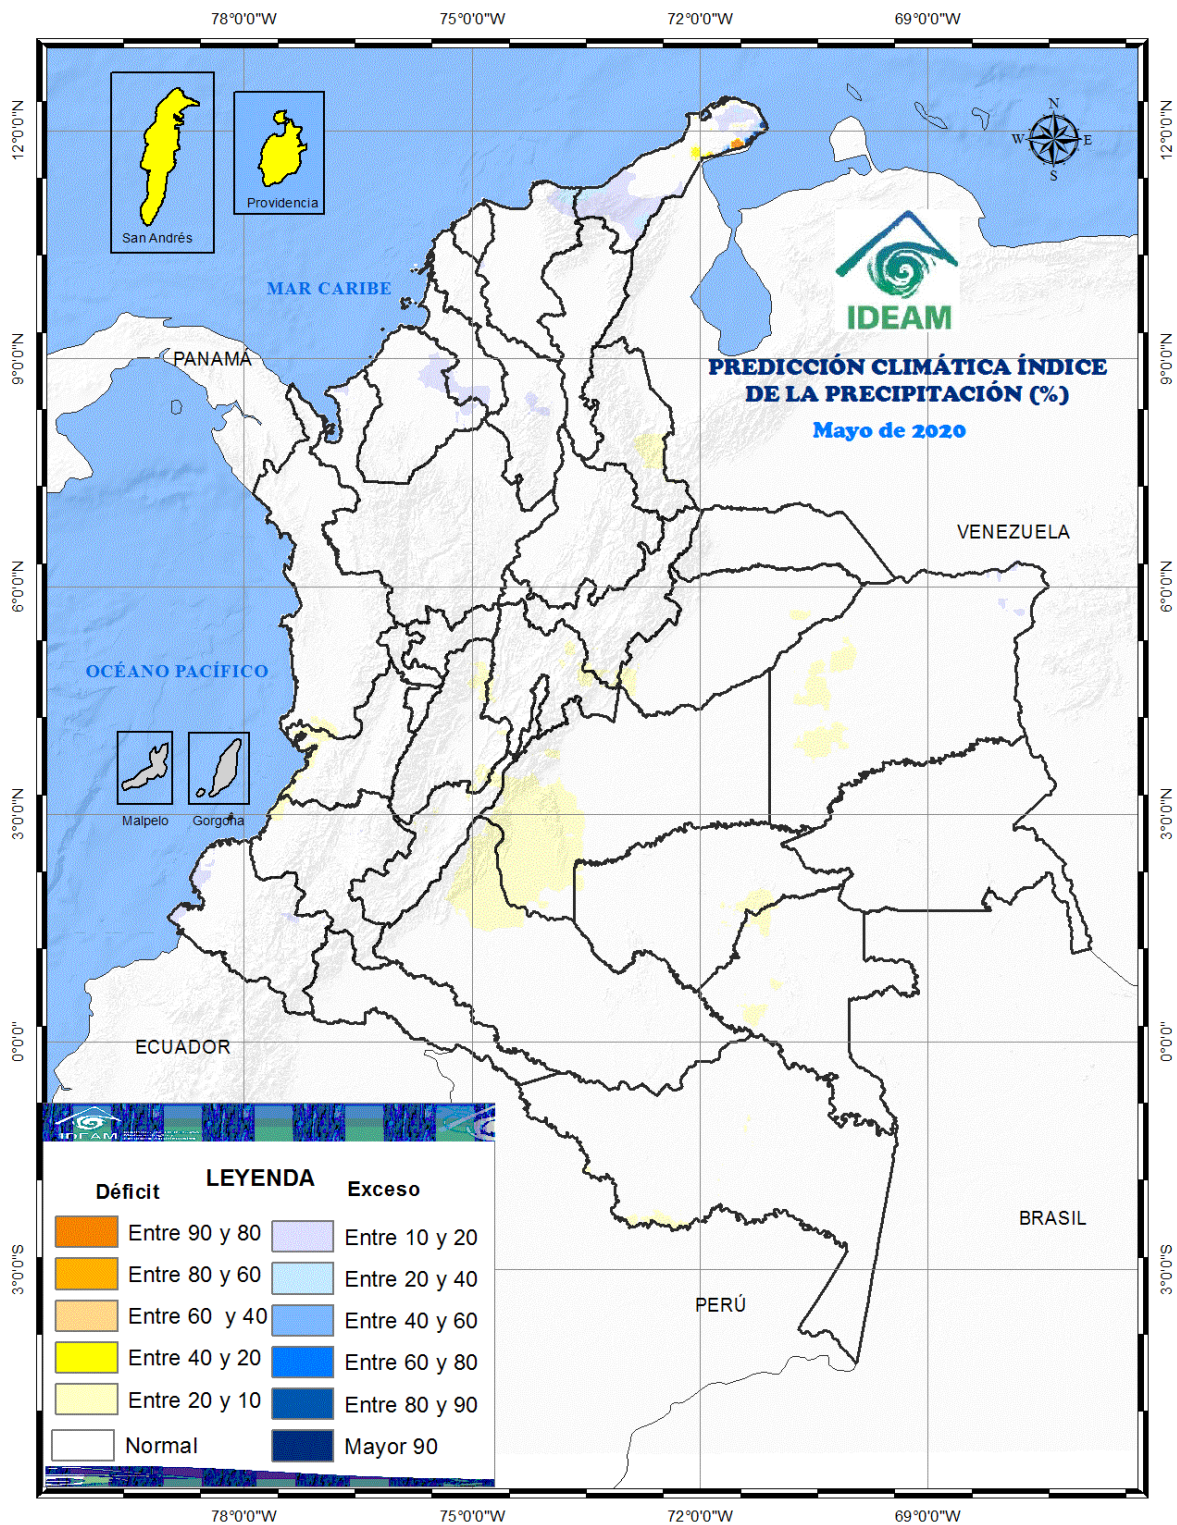 78°0'0"W
75°0'0"W
72°0'0"W
69°0'0"W
12°0'0"N
12°0'0"N
N
W
E
S
San Andrés
Providencia
MAR CARIBE
IDEAM
9°0'0"N
9°0'0"N
PANAMÁ
PREDICCIÓN CLIMÁTICA ÍNDICE
DE LA PRECIPITACIÓN (%)
Mayo de 2020
VENEZUELA
6°0'0"N
6°0'0"N
OCÉANO PACÍFICO
Malpelo
Gorgona
3°0'0"N
3°0'0"N
ECUADOR
0°0'0"
0°0'0"
IDEAM
LEYENDA
Déficit
Exceso
Entre 90 y 80
Entre 10 y 20
Entre 80 y 60
Entre 20 y 40
Entre 60 y 40
Entre 40 y 60
Entre 40 y 20
Entre 60 y 80
Entre 20 y 10
Entre 80 y 90
Normal
Mayor 90
BRASIL
PERÚ
3°0'0"S
3°0'0"S
78°0'0"W
75°0'0"W
72°0'0"W
69°0'0"W